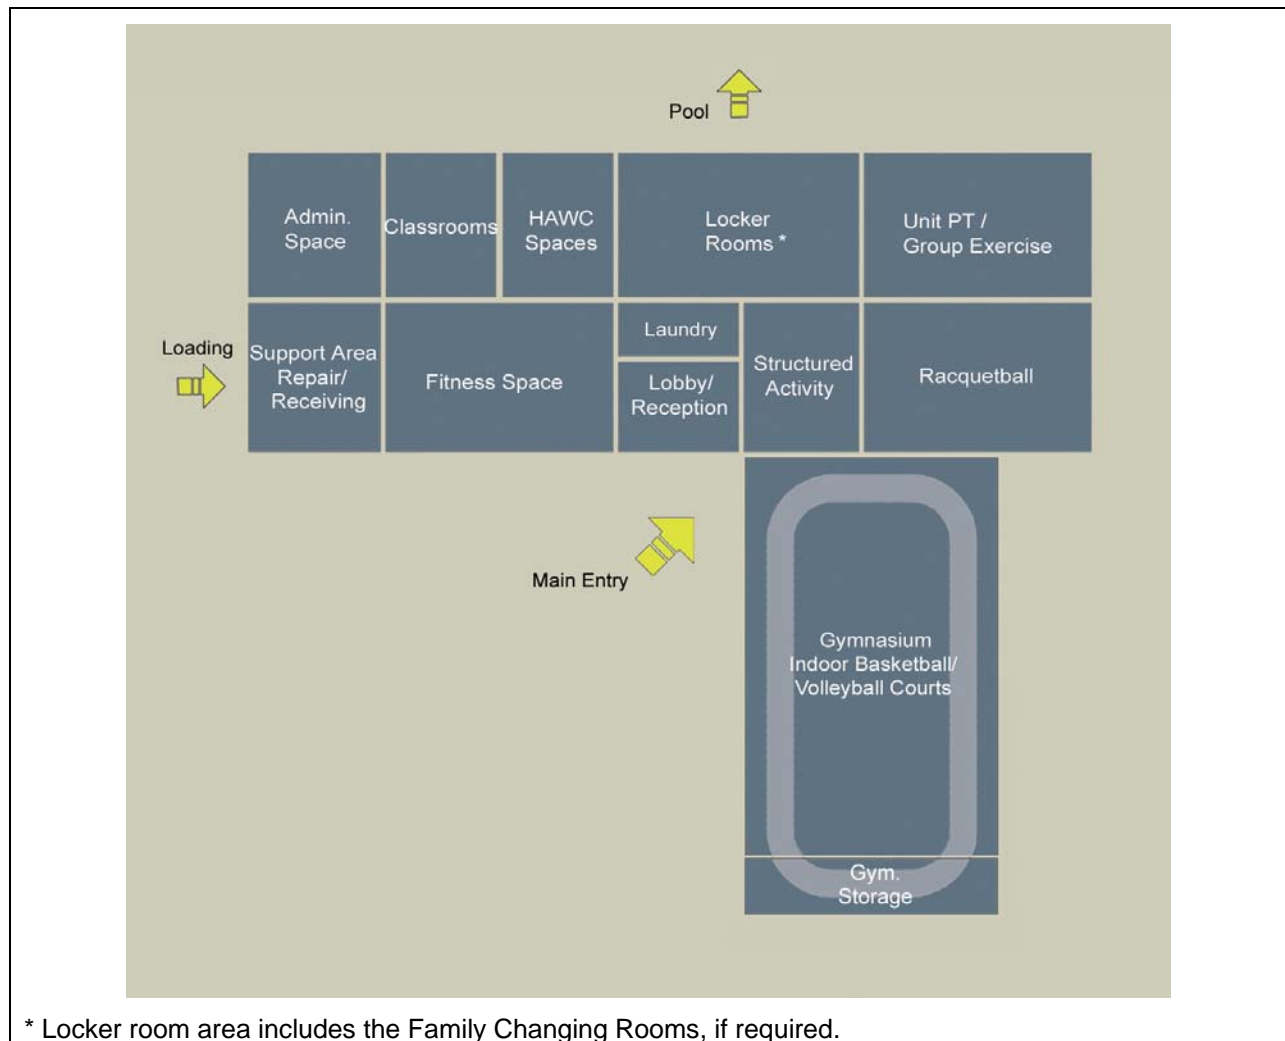 Pool
Admin.
Space
Classrooms
HAWC
Spaces
Locker
Rooms *
Unit PT /
Group Exercise
Loading
Support Area
Repair/
Receiving
Fitness Space
Laundry
Lobby/
Reception
Structured
Activity
Racquetball
Main Entry
Gymnasium
Indoor Basketball/
Volleyball Courts
Gym.
Storage
* Locker room area includes the Family Changing Rooms, if required.